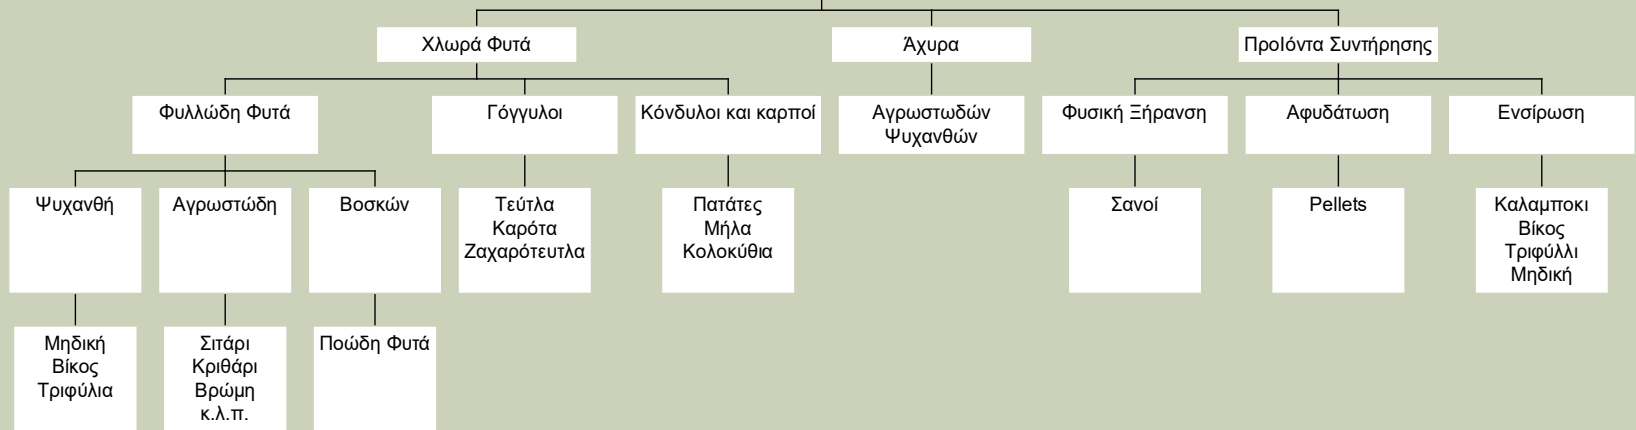 Χλωρά Φυτά
Άχυρα
ΠροΙόντα Συντήρησης
Φυλλώδη Φυτά
Γόγγυλοι
Κόνδυλοι και καρποί
Αγρωστωδών
Ψυχανθών
Φυσική Ξήρανση
Αφυδάτωση
Ενσίρωση
Ψυχανθή
Αγρωστώδη
Βοσκών
Τεύτλα
Καρότα
Ζαχαρότευτλα
Πατάτες
Μήλα
Κολοκύθια
Σανοί
Pellets
Καλαμποκι
Βίκος
Τριφύλλι
Μηδική
Μηδική
Βίκος
Τριφύλια
Σιτάρι
Κριθάρι
Βρώμη
κ.λ.π.
Ποώδη Φυτά